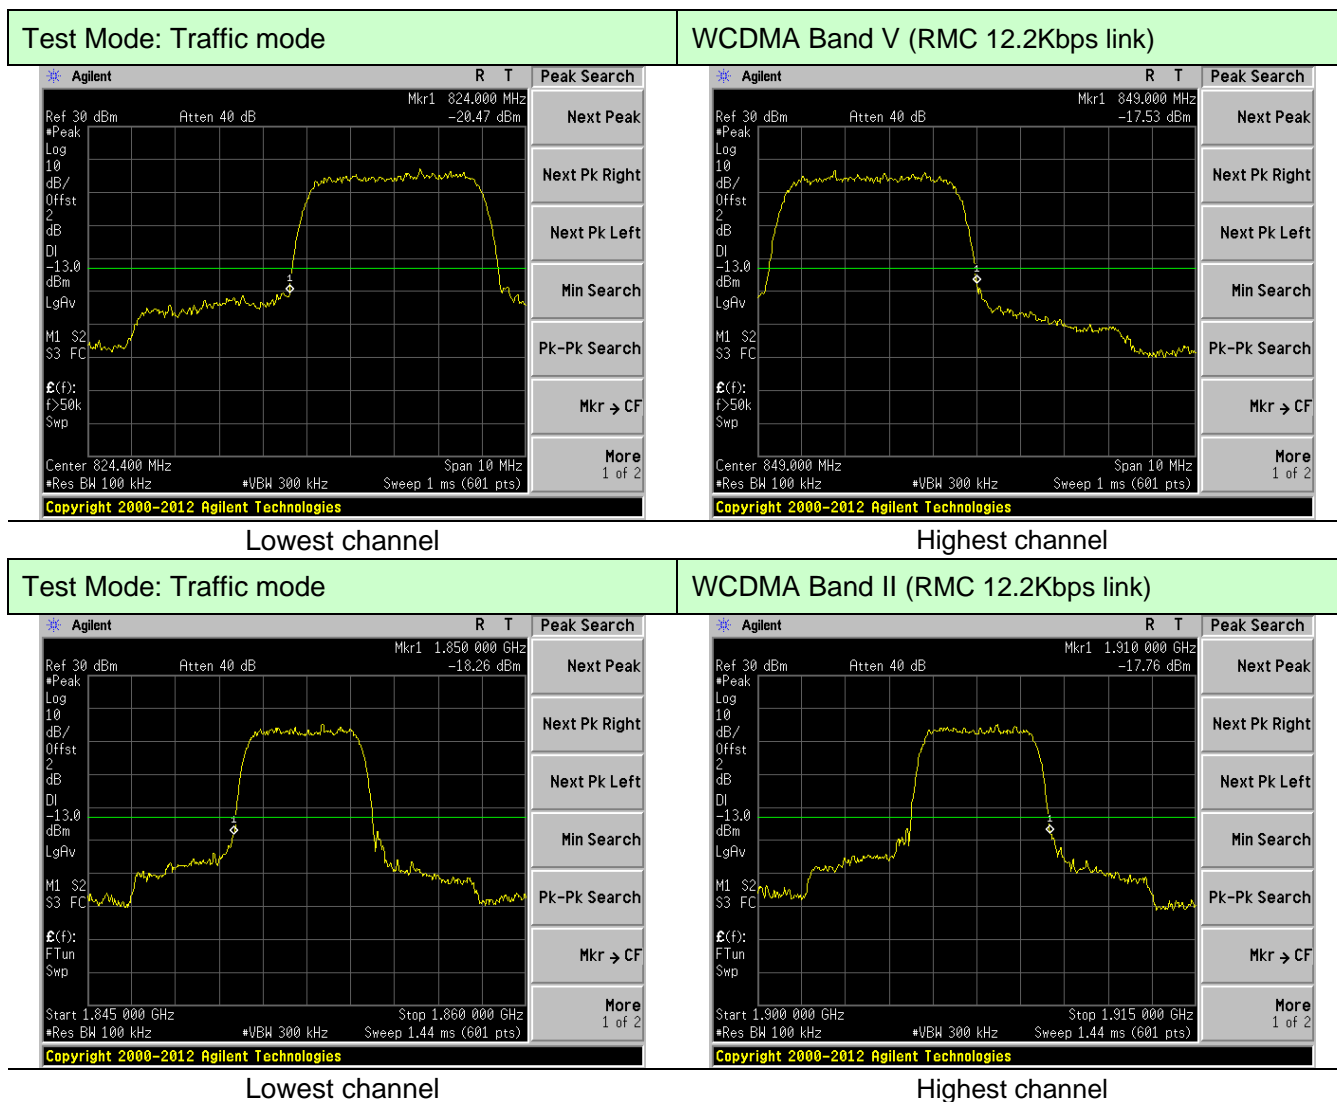 Test Mode: Traffic mode
WCDMA Band V (RMC 12.2Kbps link)
Agilent R T Peak Search
Mkr1 824.000 MHz
Ref 30 dBm Atten 40 dB -20.47 dBm
#Peak
Log
10
dB/
Offst
2
dB
DI
-13.0
dBm
LgAv
M1 S2
S3 FC
£(f):
f>50k
Swp
1
Center 824.400 MHz Span 10 MHz
#Res BW 100 kHz #VBW 300 kHz Sweep 1 ms (601 pts)
Copyright 2000-2012 Agilent Technologies
Next Peak
Next Pk Right
Next Pk Left
Min Search
Pk-Pk Search
Mkr → CF
More
1 of 2
Lowest channel
Agilent R T Peak Search
Mkr1 849.000 MHz
Ref 30 dBm Atten 40 dB -17.53 dBm
#Peak
Log
10
dB/
Offst
2
dB
DI
-13.0
dBm
LgAv
M1 S2
S3 FC
£(f):
f>50k
Swp
1
Center 849.000 MHz Span 10 MHz
#Res BW 100 kHz #VBW 300 kHz Sweep 1 ms (601 pts)
Copyright 2000-2012 Agilent Technologies
Next Peak
Next Pk Right
Next Pk Left
Min Search
Pk-Pk Search
Mkr → CF
More
1 of 2
Highest channel
Test Mode: Traffic mode
WCDMA Band II (RMC 12.2Kbps link)
Agilent R T Peak Search
Mkr1 1.850 000 GHz
Ref 30 dBm Atten 40 dB -18.26 dBm
#Peak
Log
10
dB/
Offst
2
dB
DI
-13.0
dBm
LgAv
M1 S2
S3 FC
£(f):
FTun
Swp
1
Start 1.845 000 GHz Stop 1.860 000 GHz
#Res BW 100 kHz #VBW 300 kHz Sweep 1.44 ms (601 pts)
Copyright 2000-2012 Agilent Technologies
Next Peak
Next Pk Right
Next Pk Left
Min Search
Pk-Pk Search
Mkr → CF
More
1 of 2
Lowest channel
Agilent R T Peak Search
Mkr1 1.910 000 GHz
Ref 30 dBm Atten 40 dB -17.76 dBm
#Peak
Log
10
dB/
Offst
2
dB
DI
-13.0
dBm
LgAv
M1 S2
S3 FC
£(f):
FTun
Swp
1
Start 1.900 000 GHz Stop 1.915 000 GHz
#Res BW 100 kHz #VBW 300 kHz Sweep 1.44 ms (601 pts)
Copyright 2000-2012 Agilent Technologies
Next Peak
Next Pk Right
Next Pk Left
Min Search
Pk-Pk Search
Mkr → CF
More
1 of 2
Highest channel